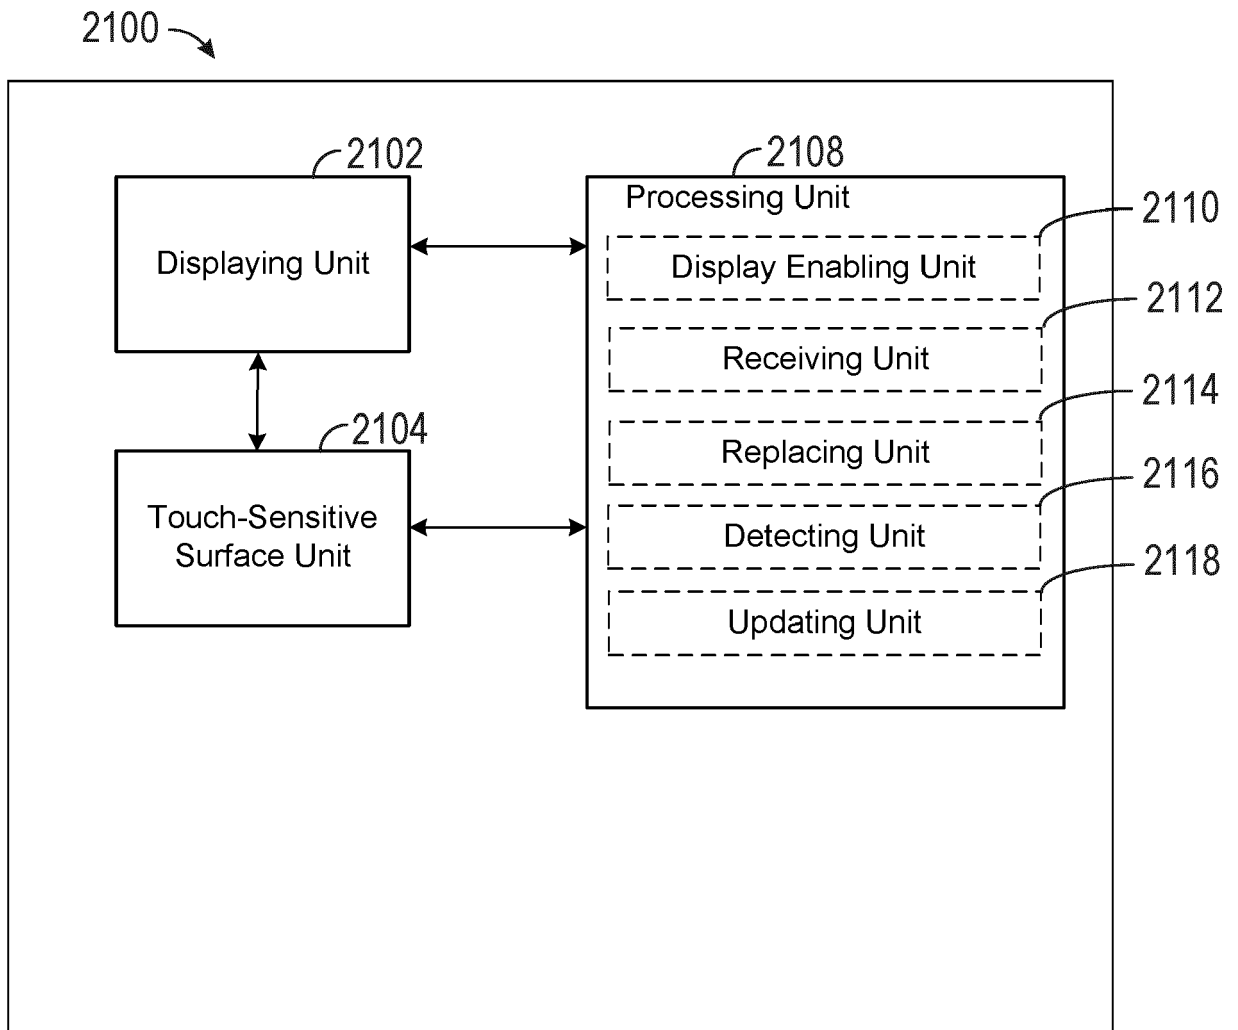 2100
2102
Displaying Unit
2104
Touch-Sensitive
Surface Unit
2108
Processing Unit
2110
Display Enabling Unit
2112
Receiving Unit
2114
Replacing Unit
2116
Detecting Unit
2118
Updating Unit